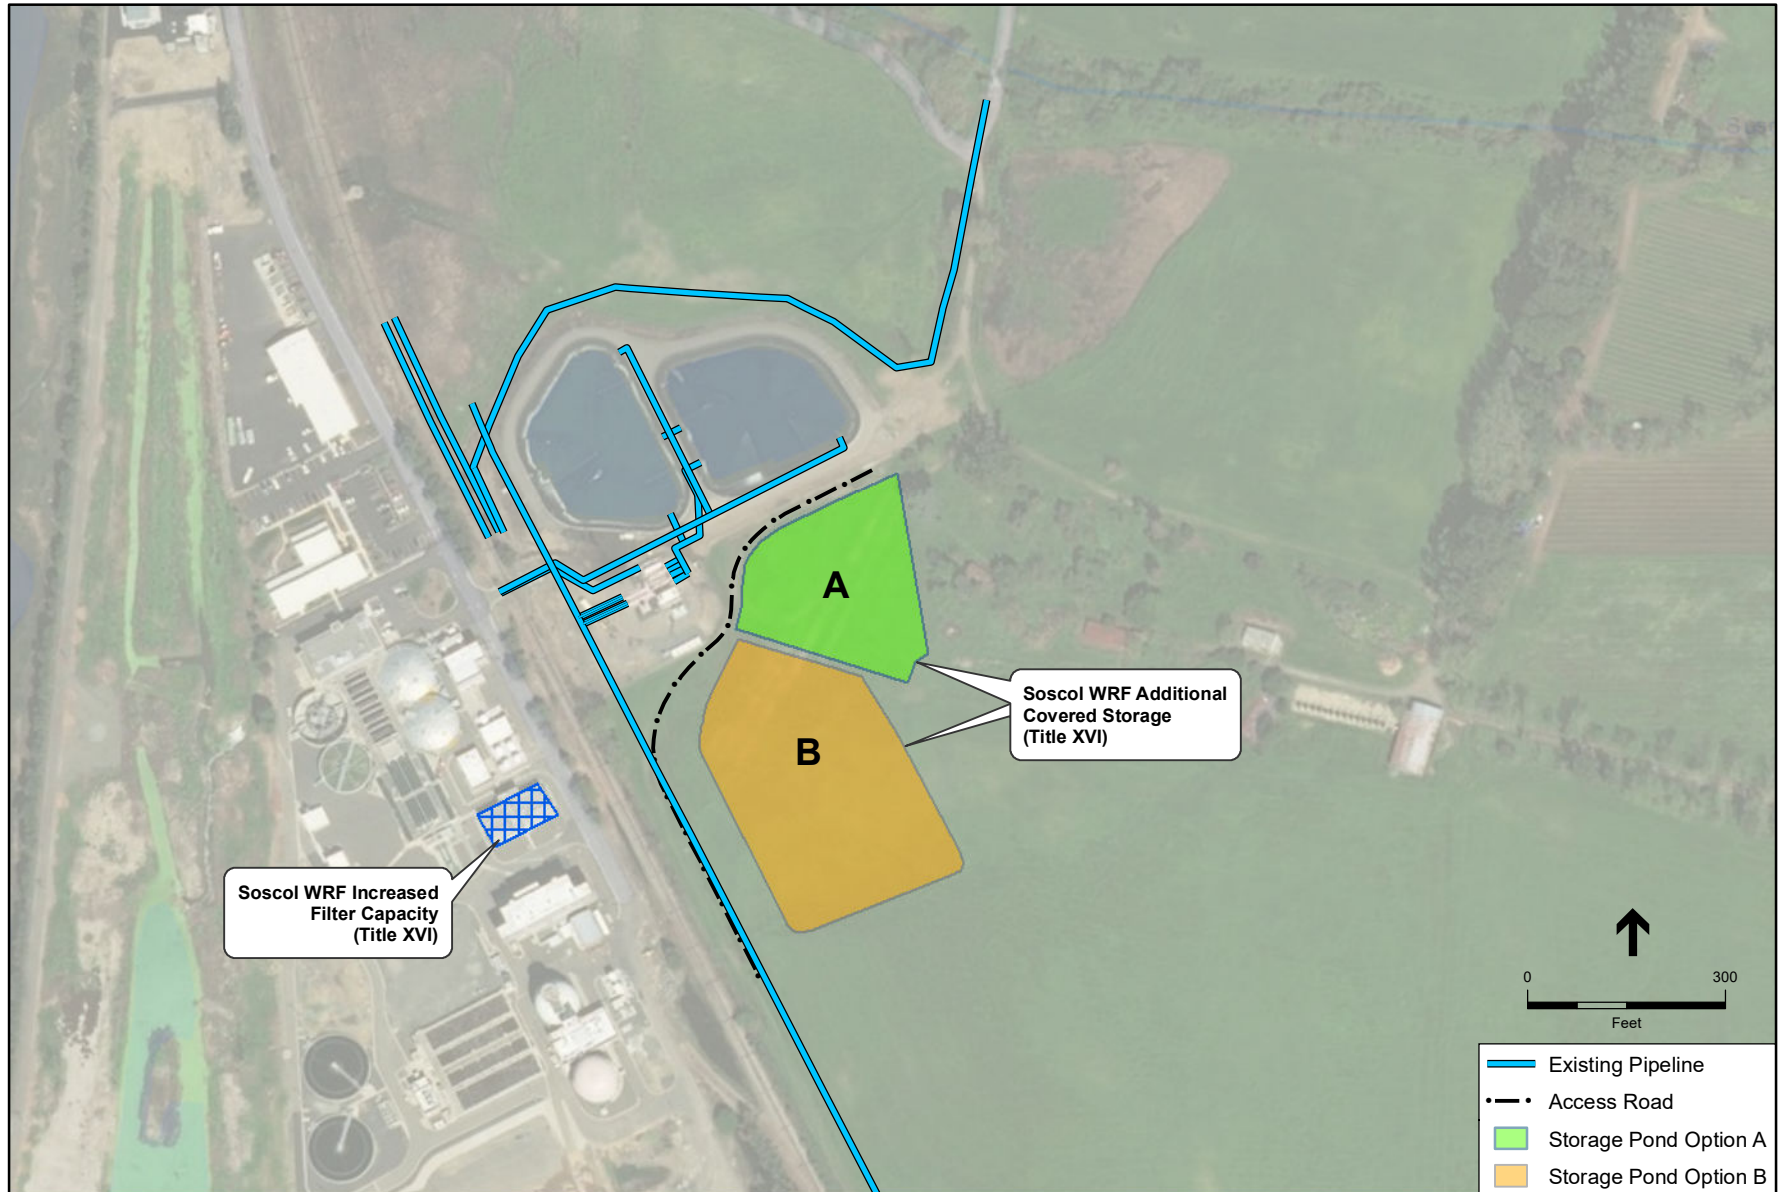 A
Soscol WRF Additional
Covered Storage
(Title XVI)
B
Soscol WRF Increased
Filter Capacity
(Title XVI)
0 300
Feet
Existing Pipeline
Access Road
Storage Pond Option A
Storage Pond Option B